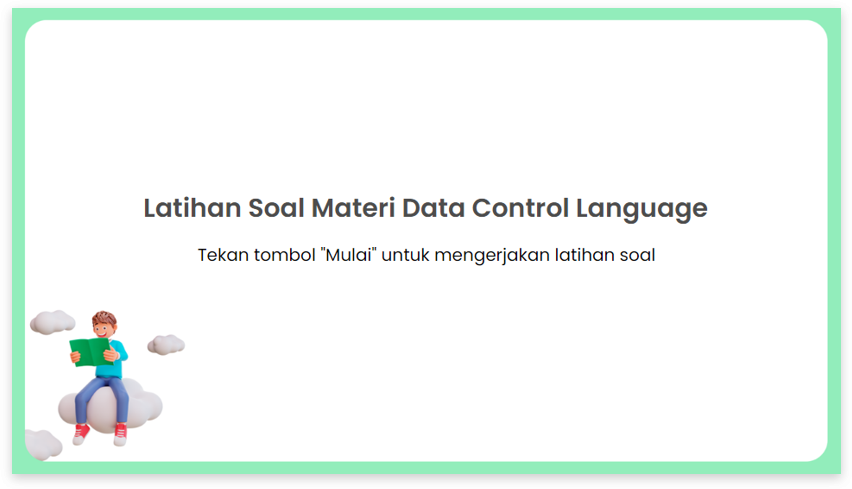 Latihan Soal Materi Data Control Language
Tekan tombol "Mulai" untuk mengerjakan latihan soal